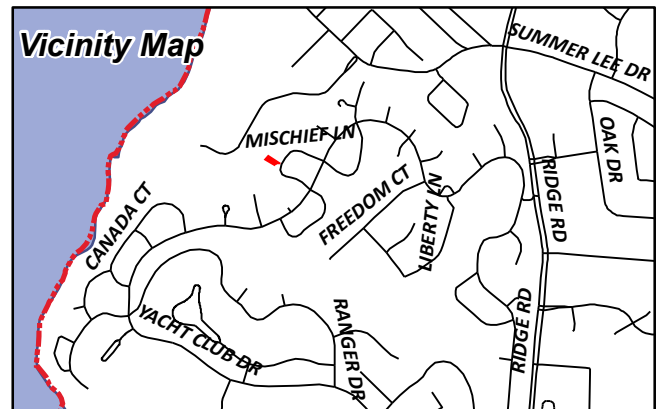 Vicinity Map
SUMMER LEE DR
MISCHIEF LN
OAK DR
RIDGE RD
FREEDOM CT
LIBERTY LN
CANADA CT
RIDGE RD
YACHT CLUB DR
RANGER DR